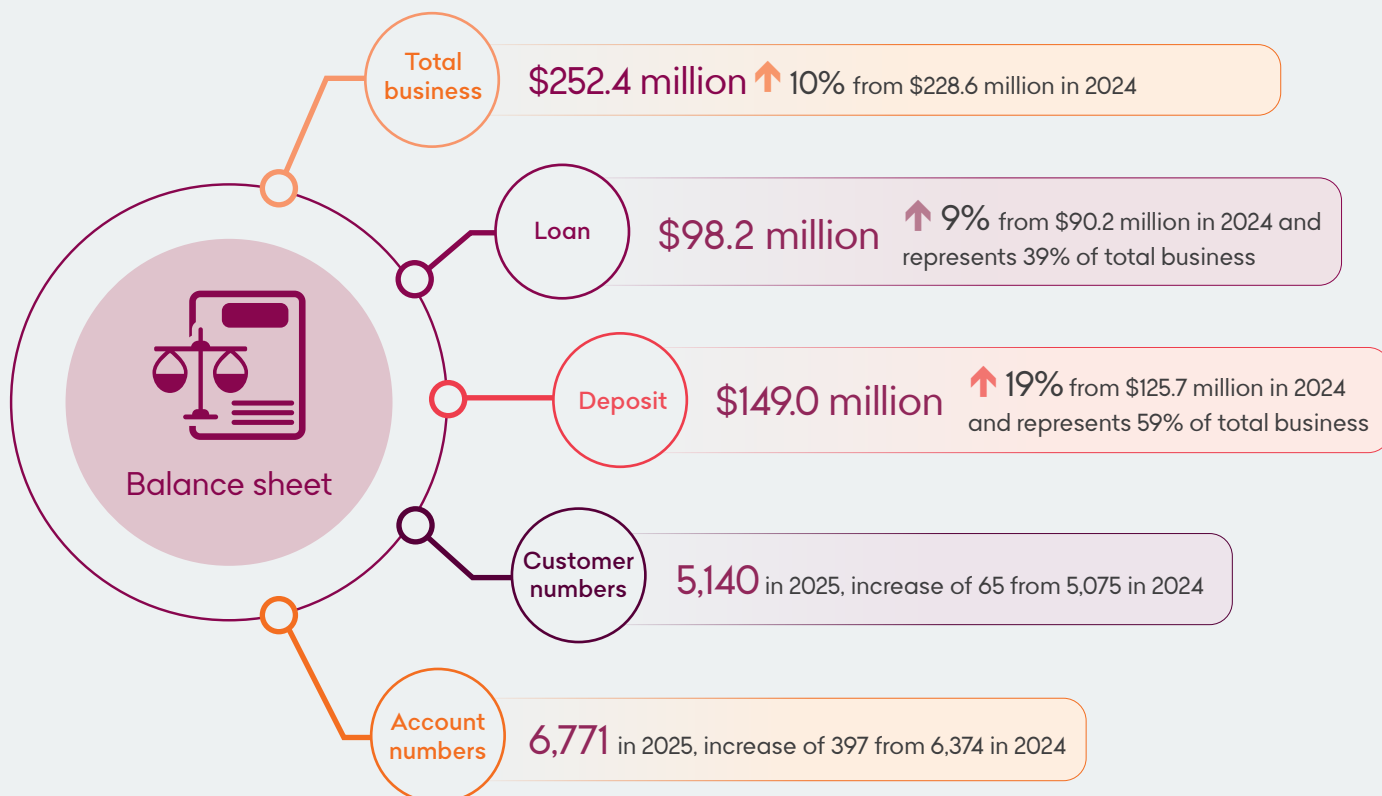 Total
business
$252.4 million 10% from $228.6 million in 2024
Loan
$98.2 million
9% from $90.2 million in 2024 and
represents 39% of total business
Deposit
$149.0 million
19% from $125.7 million in 2024
and represents 59% of total business
Balance sheet
Customer
numbers
5,140 in 2025, increase of 65 from 5,075 in 2024
Account
numbers
6,771 in 2025, increase of 397 from 6,374 in 2024